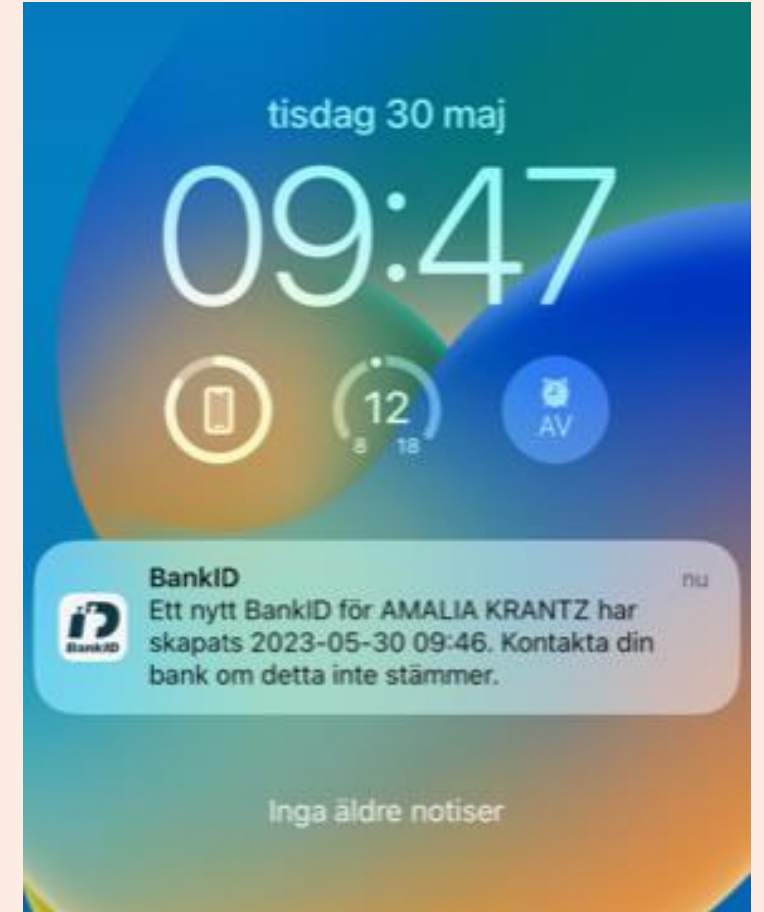 tisdag 30 maj
09:47
12
8 18
AV
BankID nu
Ett nytt BankID för AMALIA KRANTZ har
skapats 2023-05-30 09:46. Kontakta din
bank om detta inte stämmer.
BankID
Inga äldre notiser